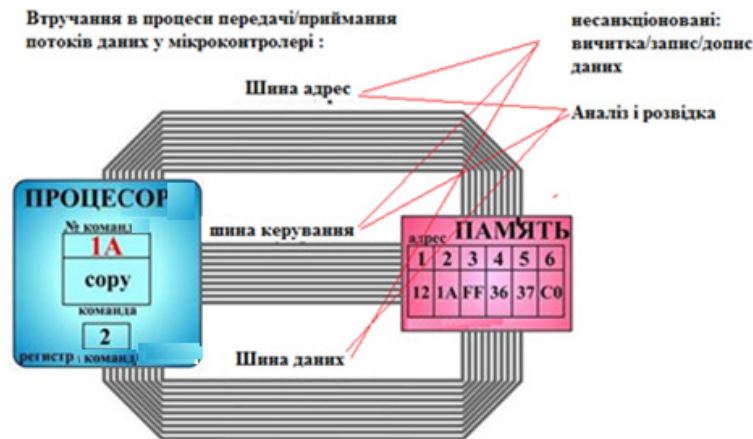 Втручання в процеси передачі/приймання
потоків даних у мікроконтролері :
несанкціоновані:
вичитка/запис/допис
даних
Шина адрес
Аналіз і розвідка
ПРОЦЕСОР
№ команд
1A
copy
команда
2
регистр : команд
шина керування
ПАМЯТЬ
адрес
1 2 3 4 5 6
12 1A FF 36 37 C0
Шина даних